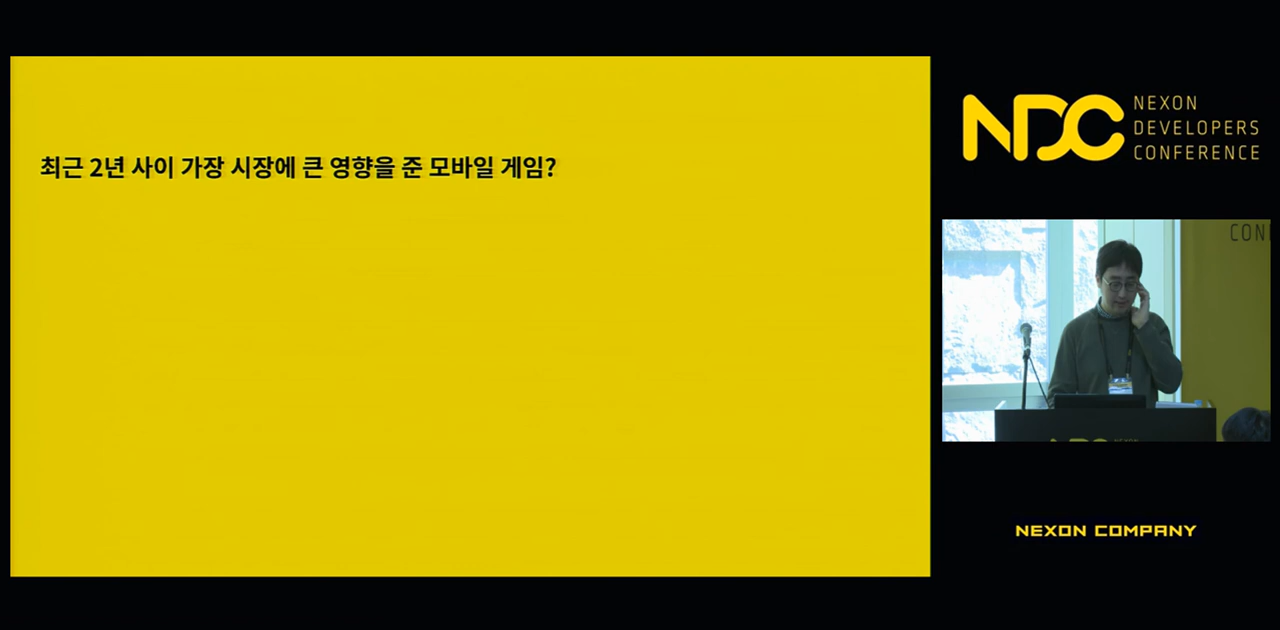 최근 2년 사이 가장 시장에 큰 영향을 준 모바일 게임?
NDC
NEXON
DEVELOPERS
CONFERENCE
NEXON COMPANY